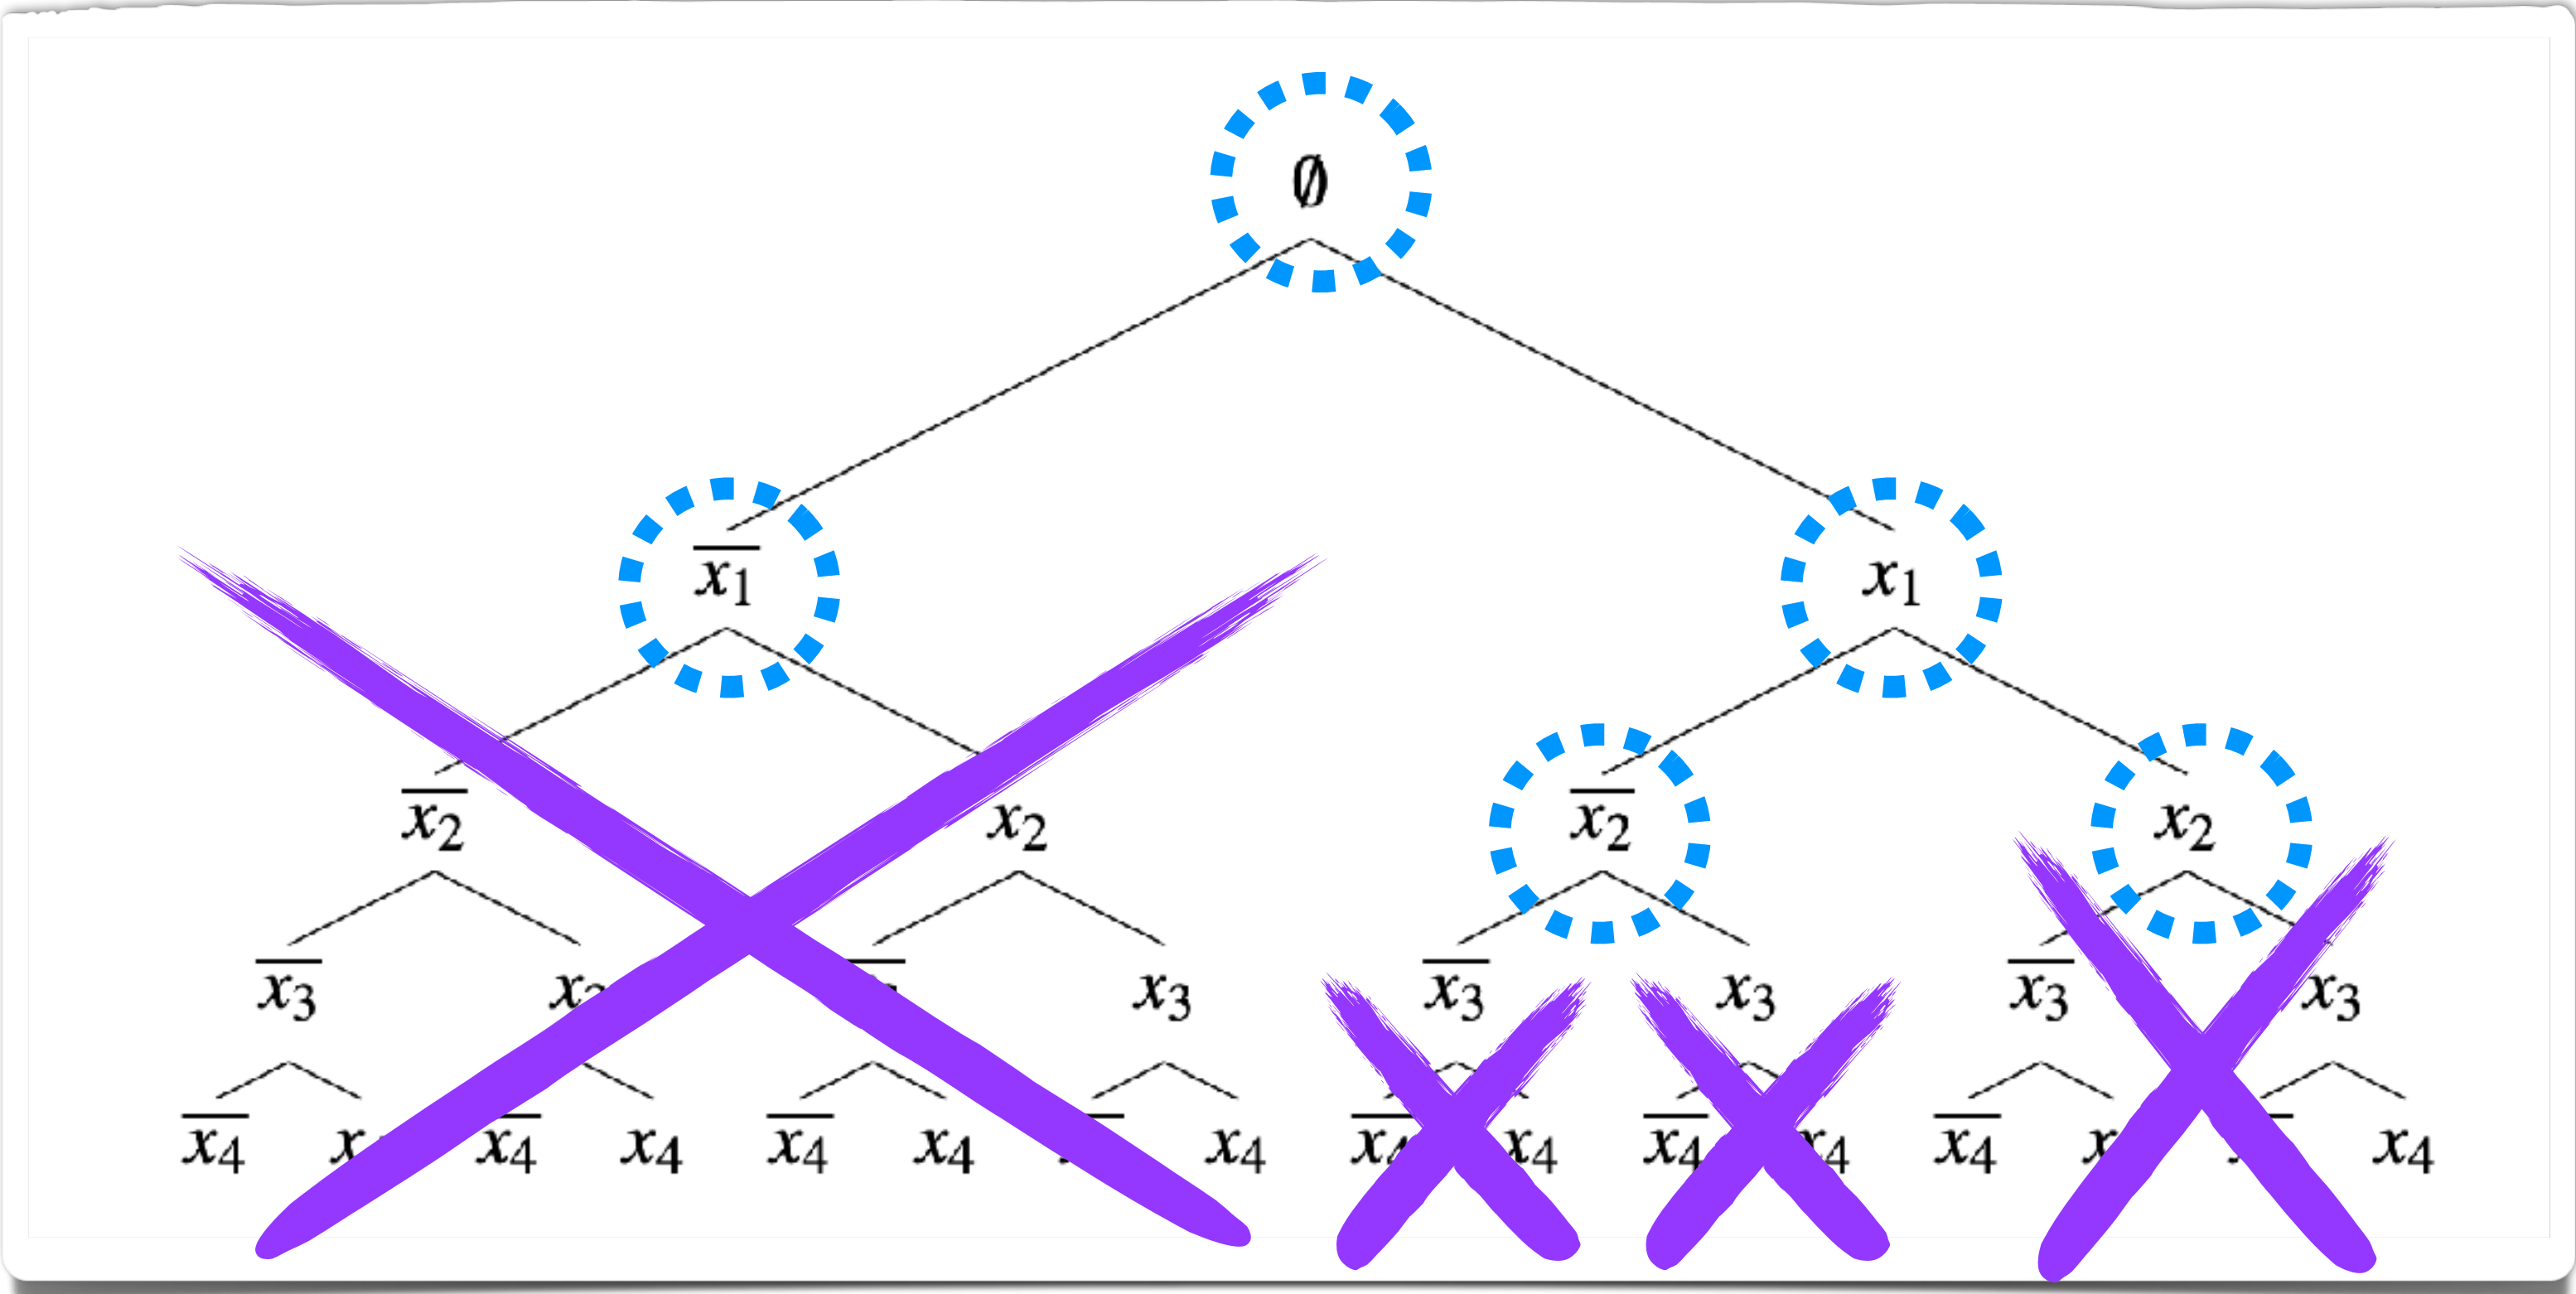 ∅
x̅₁ x₁
x̅₂ x₂ x̅₂ x₂
x̅₃ x₃ x̅₃ x₃ x̅₃ x₃
x̅₄ x̅₄ x₄ x̅₄ x₄ x₄ x̅₄ x₄ x̅₄ x₄ x̅₄ x₄